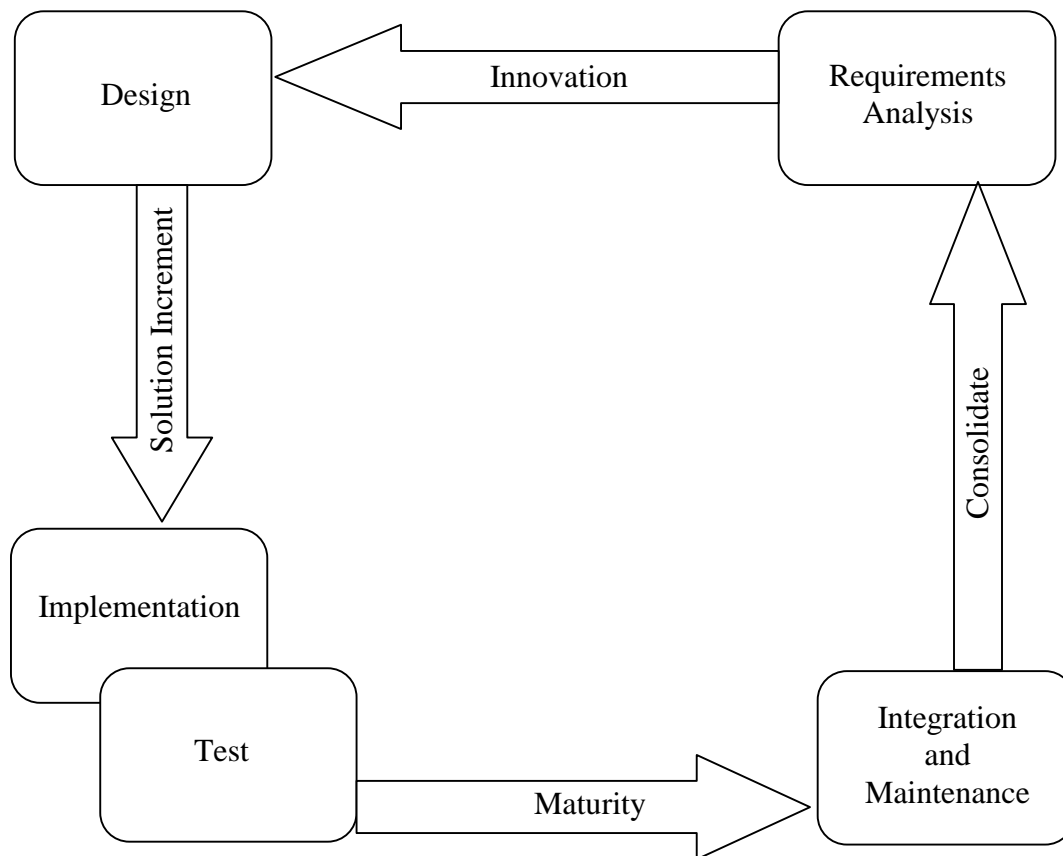 Design
Innovation
Requirements
Analysis
Solution Increment
Consolidate
Implementation
Test
Maturity
Integration
and
Maintenance